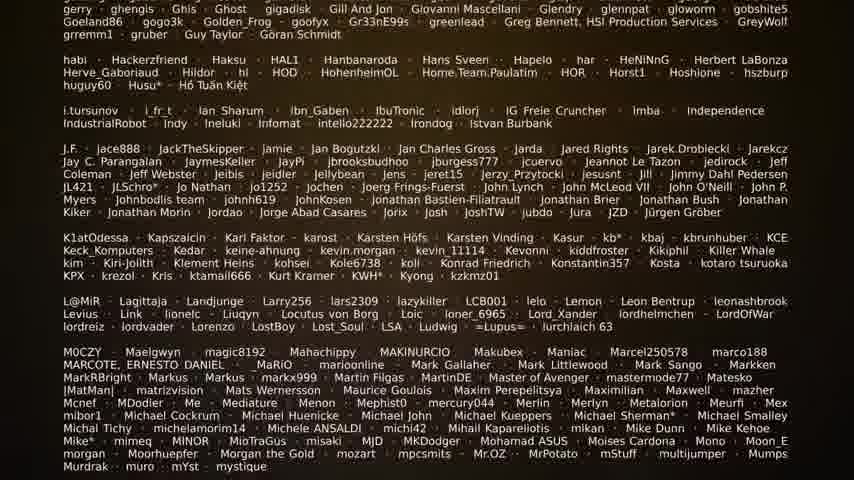 gerry · ghengis · Ghis · Ghost · gigadisk · Gill And Jon · Giovanni Mascellani · Glendry · glennpat · gloworm · gobshite5
Goeland86 · gogo3k · Golden_Frog · goofyx · Gr33nE99s · greenlead · Greg Bennett, HSI Production Services · GreyWolf
grremm1 · gruber · Guy Taylor · Göran Schmidt
habi · Hackerzfriend · Haksu · HAL1 · Hanbanaroda · Hans Sveen · Hapelo · har · HeNiNnG · Herbert LaBonza
Herve_Gaboriaud · Hildor · hl · HOD · HohenheimOL · Home.Team.Paulatim · HOR · Horst1 · Hoshione · hszburp
huguy60 · Husu* · Hồ Tuấn Kiệt
i.tursunov · i_fr_t · Ian Sharum · Ibn_Gaben · IbuTronic · idlorj · IG Freie Cruncher · Imba · Independence
IndustrialRobot · Indy · Ineluki · Infomat · intello222222 · Irondog · Istvan Burbank
J.F. · jace888 · JackTheSkipper · Jamie · Jan Bogutzki · Jan Charles Gross · Jarda · Jared Rights · Jarek.Drobiecki · Jarekcz
Jay C. Parangalan · JaymesKeller · JayPi · jbrooksbudhoo · jburgess777 · jcuervo · Jeannot Le Tazon · jedirock · Jeff
Coleman · Jeff Webster · Jeibis · jeidler · Jellybean · Jens · jeret15 · Jerzy_Przytocki · jesusnt · Jill · Jimmy Dahl Pedersen
JL421 · JLSchro* · Jo Nathan · jo1252 · Jochen · Joerg Frings-Fuerst · John Lynch · John McLeod VII · John O'Neill · John P.
Myers · Johnbodlis team · johnh619 · JohnKosen · Jonathan Bastien-Filiatrault · Jonathan Brier · Jonathan Bush · Jonathan
Kiker · Jonathan Morin · Jordao · Jorge Abad Casares · Jorix · Josh · JoshTW · jubdo · Jura · JZD · Jürgen Gröber
K1atOdessa · Kapszaicin · Karl Faktor · karost · Karsten Höfs · Karsten Vinding · Kasur · kb* · kbaj · kbrunhuber · KCE
Keck_Komputers · Kedar · keine-ahnung · kevin.morgan · kevin_11114 · Kevonni · kiddfroster · Kikiphil · Killer Whale ·
kim · Kiri-Jolith · Klement Heins · kohsei · Kole6738 · koli · Konrad Friedrich · Konstantin357 · Kosta · kotaro tsuruoka
KPX · krezol · Kris · ktamail666 · Kurt Kramer · KWH* · Kyong · kzkmz01
L@MiR · Lagittaja · Landjunge · Larry256 · lars2309 · lazykiller · LCB001 · lelo · Lemon · Leon Bentrup · leonashbrook
Levius · Link · lionelc · Liuqyn · Locutus von Borg · Loic · loner_6965 · Lord_Xander · lordhelmchen · LordOfWar
lordreiz · lordvader · Lorenzo · LostBoy · Lost_Soul · LSA · Ludwig · =Lupus= · lurchlaich 63
M0CZY · Maelgwyn · magic8192 · Mahachippy · MAKINURCIO · Makubex · Maniac · Marcel250578 · marco188
MARCOTE, ERNESTO DANIEL · _MaRiO · marioonline · Mark Gallaher · Mark Littlewood · Mark Sango · Markken
MarkRBright · Markus · Markus · markx999 · Martin Filgas · MartinDE · Master of Avenger · mastermode77 · Matesko
|MatMan| · matrizvision · Mats Wernersson · Maurice Goulois · Maxim Perepelitsya · Maximilian · Maxwell · mazher
Mcnef · MDodier · Me · Mediature · Menon · Mephist0 · mercury044 · Merlin · Merlyn · Metalorion · Meurfi · Mex
mibor1 · Michael Cockrum · Michael Huenicke · Michael John · Michael Kueppers · Michael Sherman* · Michael Smalley
Michal Tichy · michelamorim14 · Michele ANSALDI · michi42 · Mihail Kapareliotis · mikan · Mike Dunn · Mike Kehoe
Mike* · mimeq · MINOR · MioTraGus · misaki · MJD · MKDodger · Mohamad ASUS · Moises Cardona · Mono · Moon_E
morgan · Moorhuepfer · Morgan the Gold · mozart · mpcsmits · Mr.OZ · MrPotato · mStuff · multijumper · Mumps
Murdrak · muro · mYst · mystique